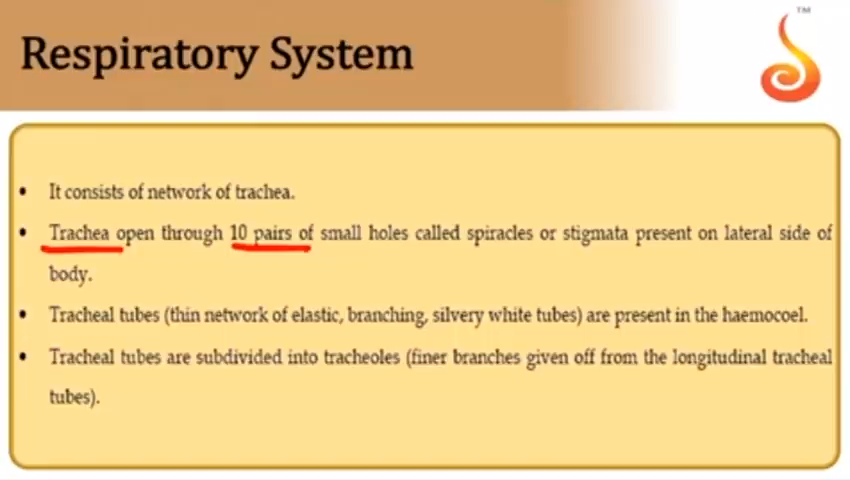 Respiratory System
TM
• It consists of network of trachea.
• Trachea open through 10 pairs of small holes called spiracles or stigmata present on lateral side of
body.
• Tracheal tubes (thin network of elastic, branching, silvery white tubes) are present in the haemocoel.
• Tracheal tubes are subdivided into tracheoles (finer branches given off from the longitudinal tracheal
tubes).